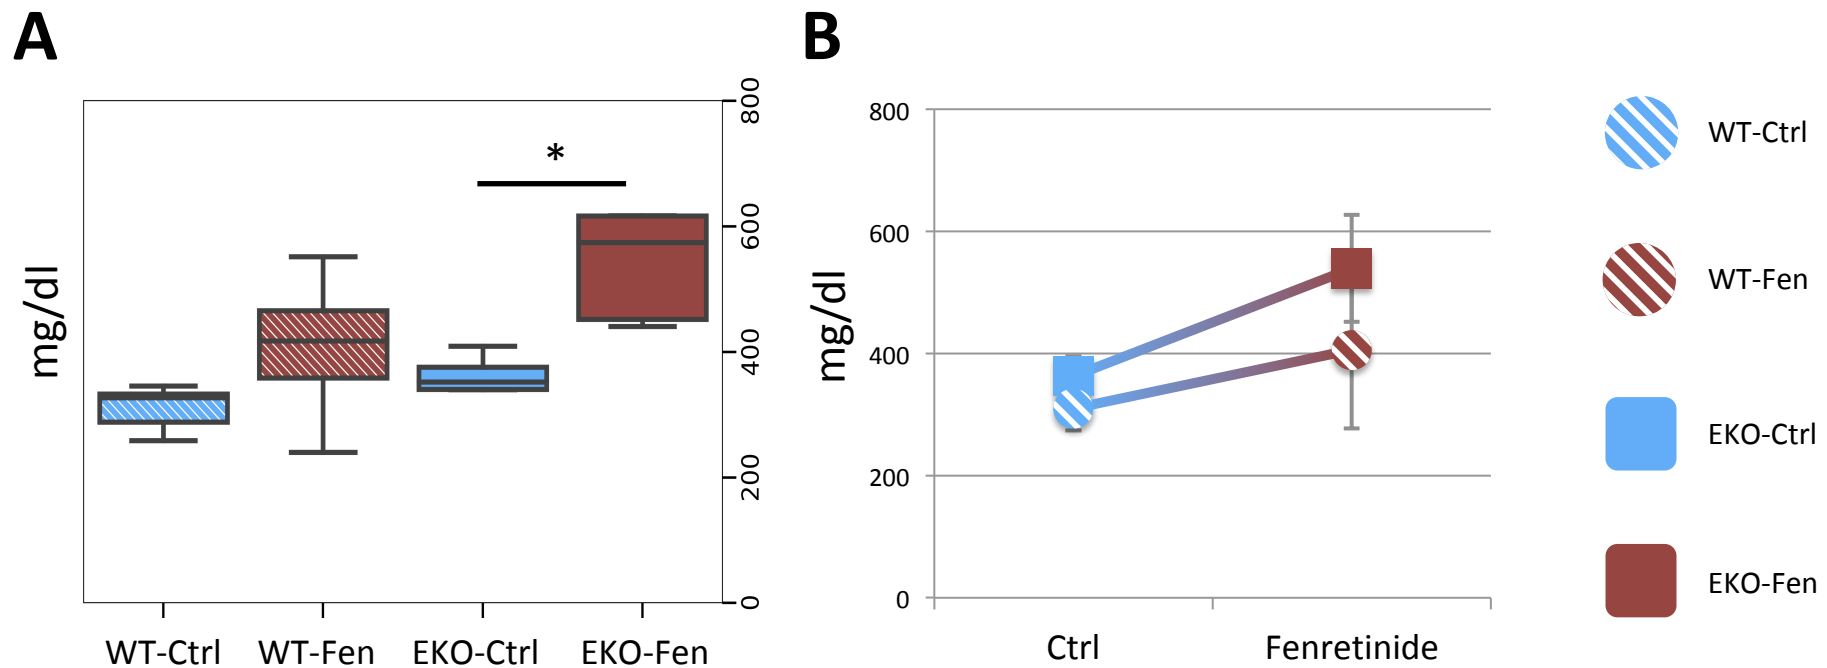 A
B
mg/dl
800
600
400
200
0
*
WT-Ctrl
WT-Fen
EKO-Ctrl
EKO-Fen
mg/dl
800
600
400
200
0
Ctrl
Fenretinide
WT-Ctrl
WT-Fen
EKO-Ctrl
EKO-Fen